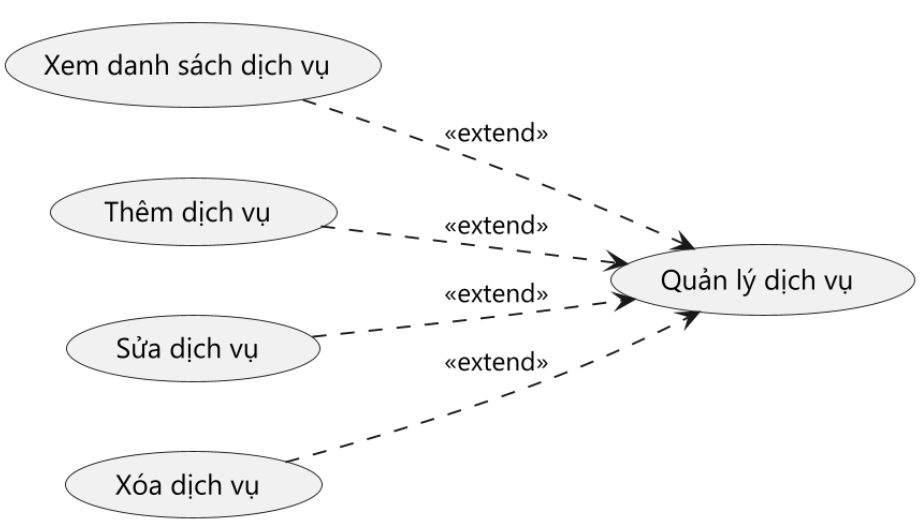 Xem danh sách dịch vụ
«extend»
Thêm dịch vụ
«extend»
Quản lý dịch vụ
«extend»
Sửa dịch vụ
«extend»
Xóa dịch vụ